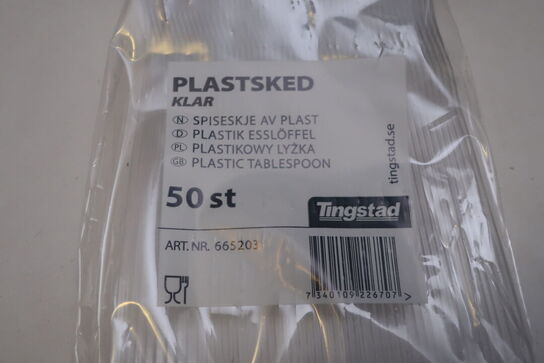 PLASTSKED
KLAR
N SPISESKJE AV PLAST
D PLASTIK ESSLÖFFEL
PL PLASTIKOWY LYŻKA
GB PLASTIC TABLESPOON
50 st
Tingstad
tingstad.se
ART. NR. 665203
7 340109 226707 >